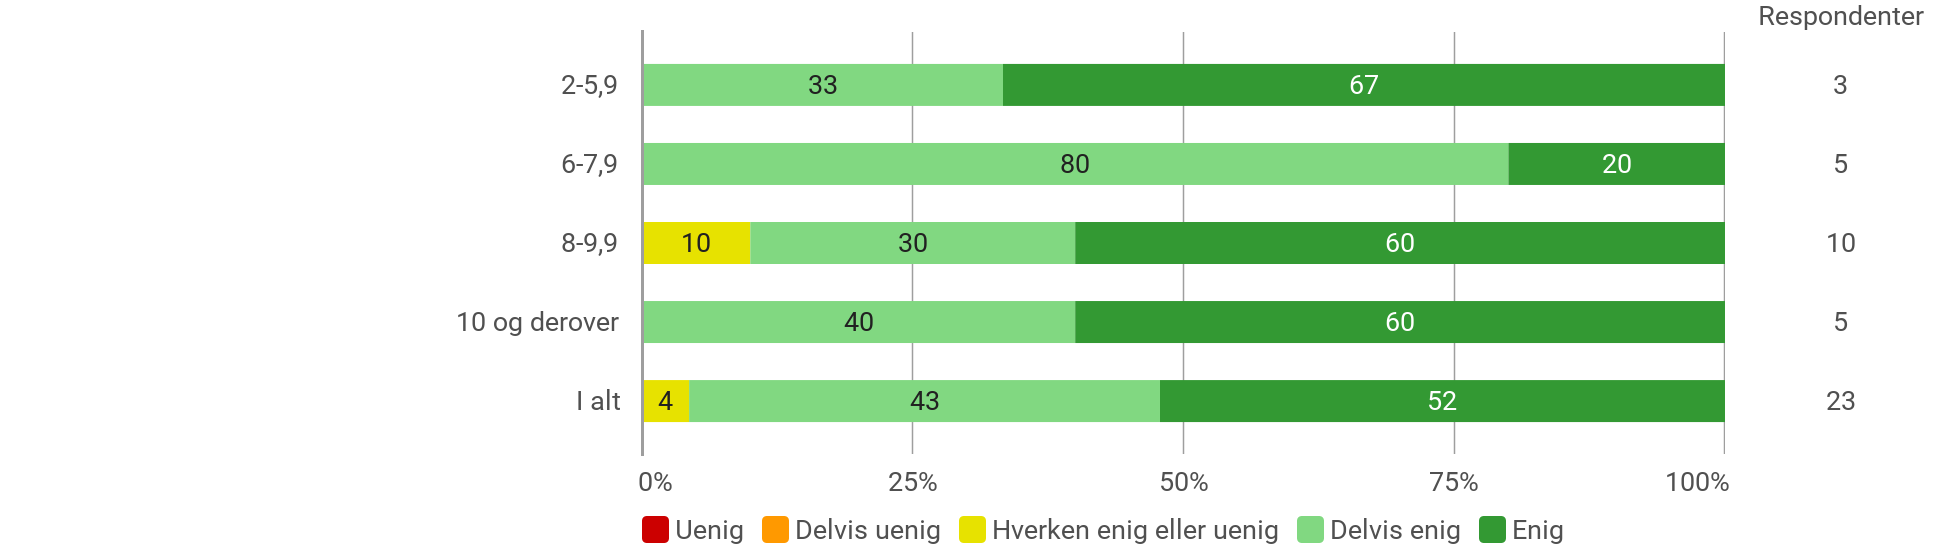 Respondenter
2-5,9 33 67 3
6-7,9 80 20 5
8-9,9 10 30 60 10
10 og derover 40 60 5
I alt 4 43 52 23
0% 25% 50% 75% 100%
Uenig Delvis uenig Hverken enig eller uenig Delvis enig Enig